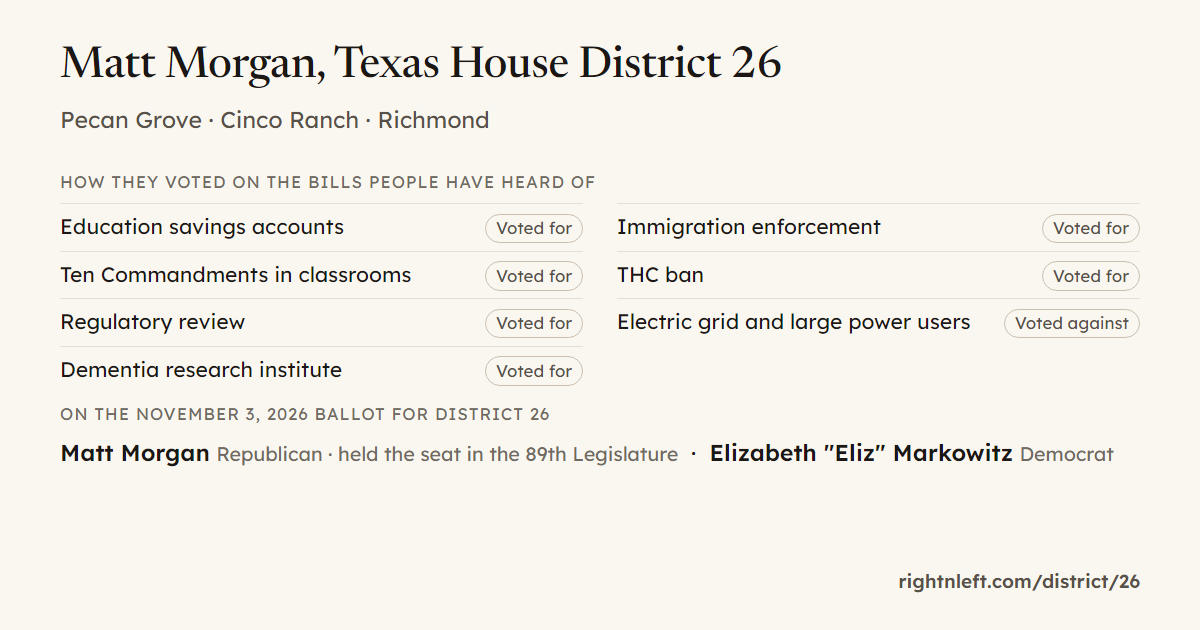 Matt Morgan, Texas House District 26
Pecan Grove · Cinco Ranch · Richmond
HOW THEY VOTED ON THE BILLS PEOPLE HAVE HEARD OF
Education savings accounts Voted for
Immigration enforcement Voted for
Ten Commandments in classrooms Voted for
THC ban Voted for
Regulatory review Voted for
Electric grid and large power users Voted against
Dementia research institute Voted for
ON THE NOVEMBER 3, 2026 BALLOT FOR DISTRICT 26
Matt Morgan Republican · held the seat in the 89th Legislature · Elizabeth "Eliz" Markowitz Democrat
rightnleft.com/district/26